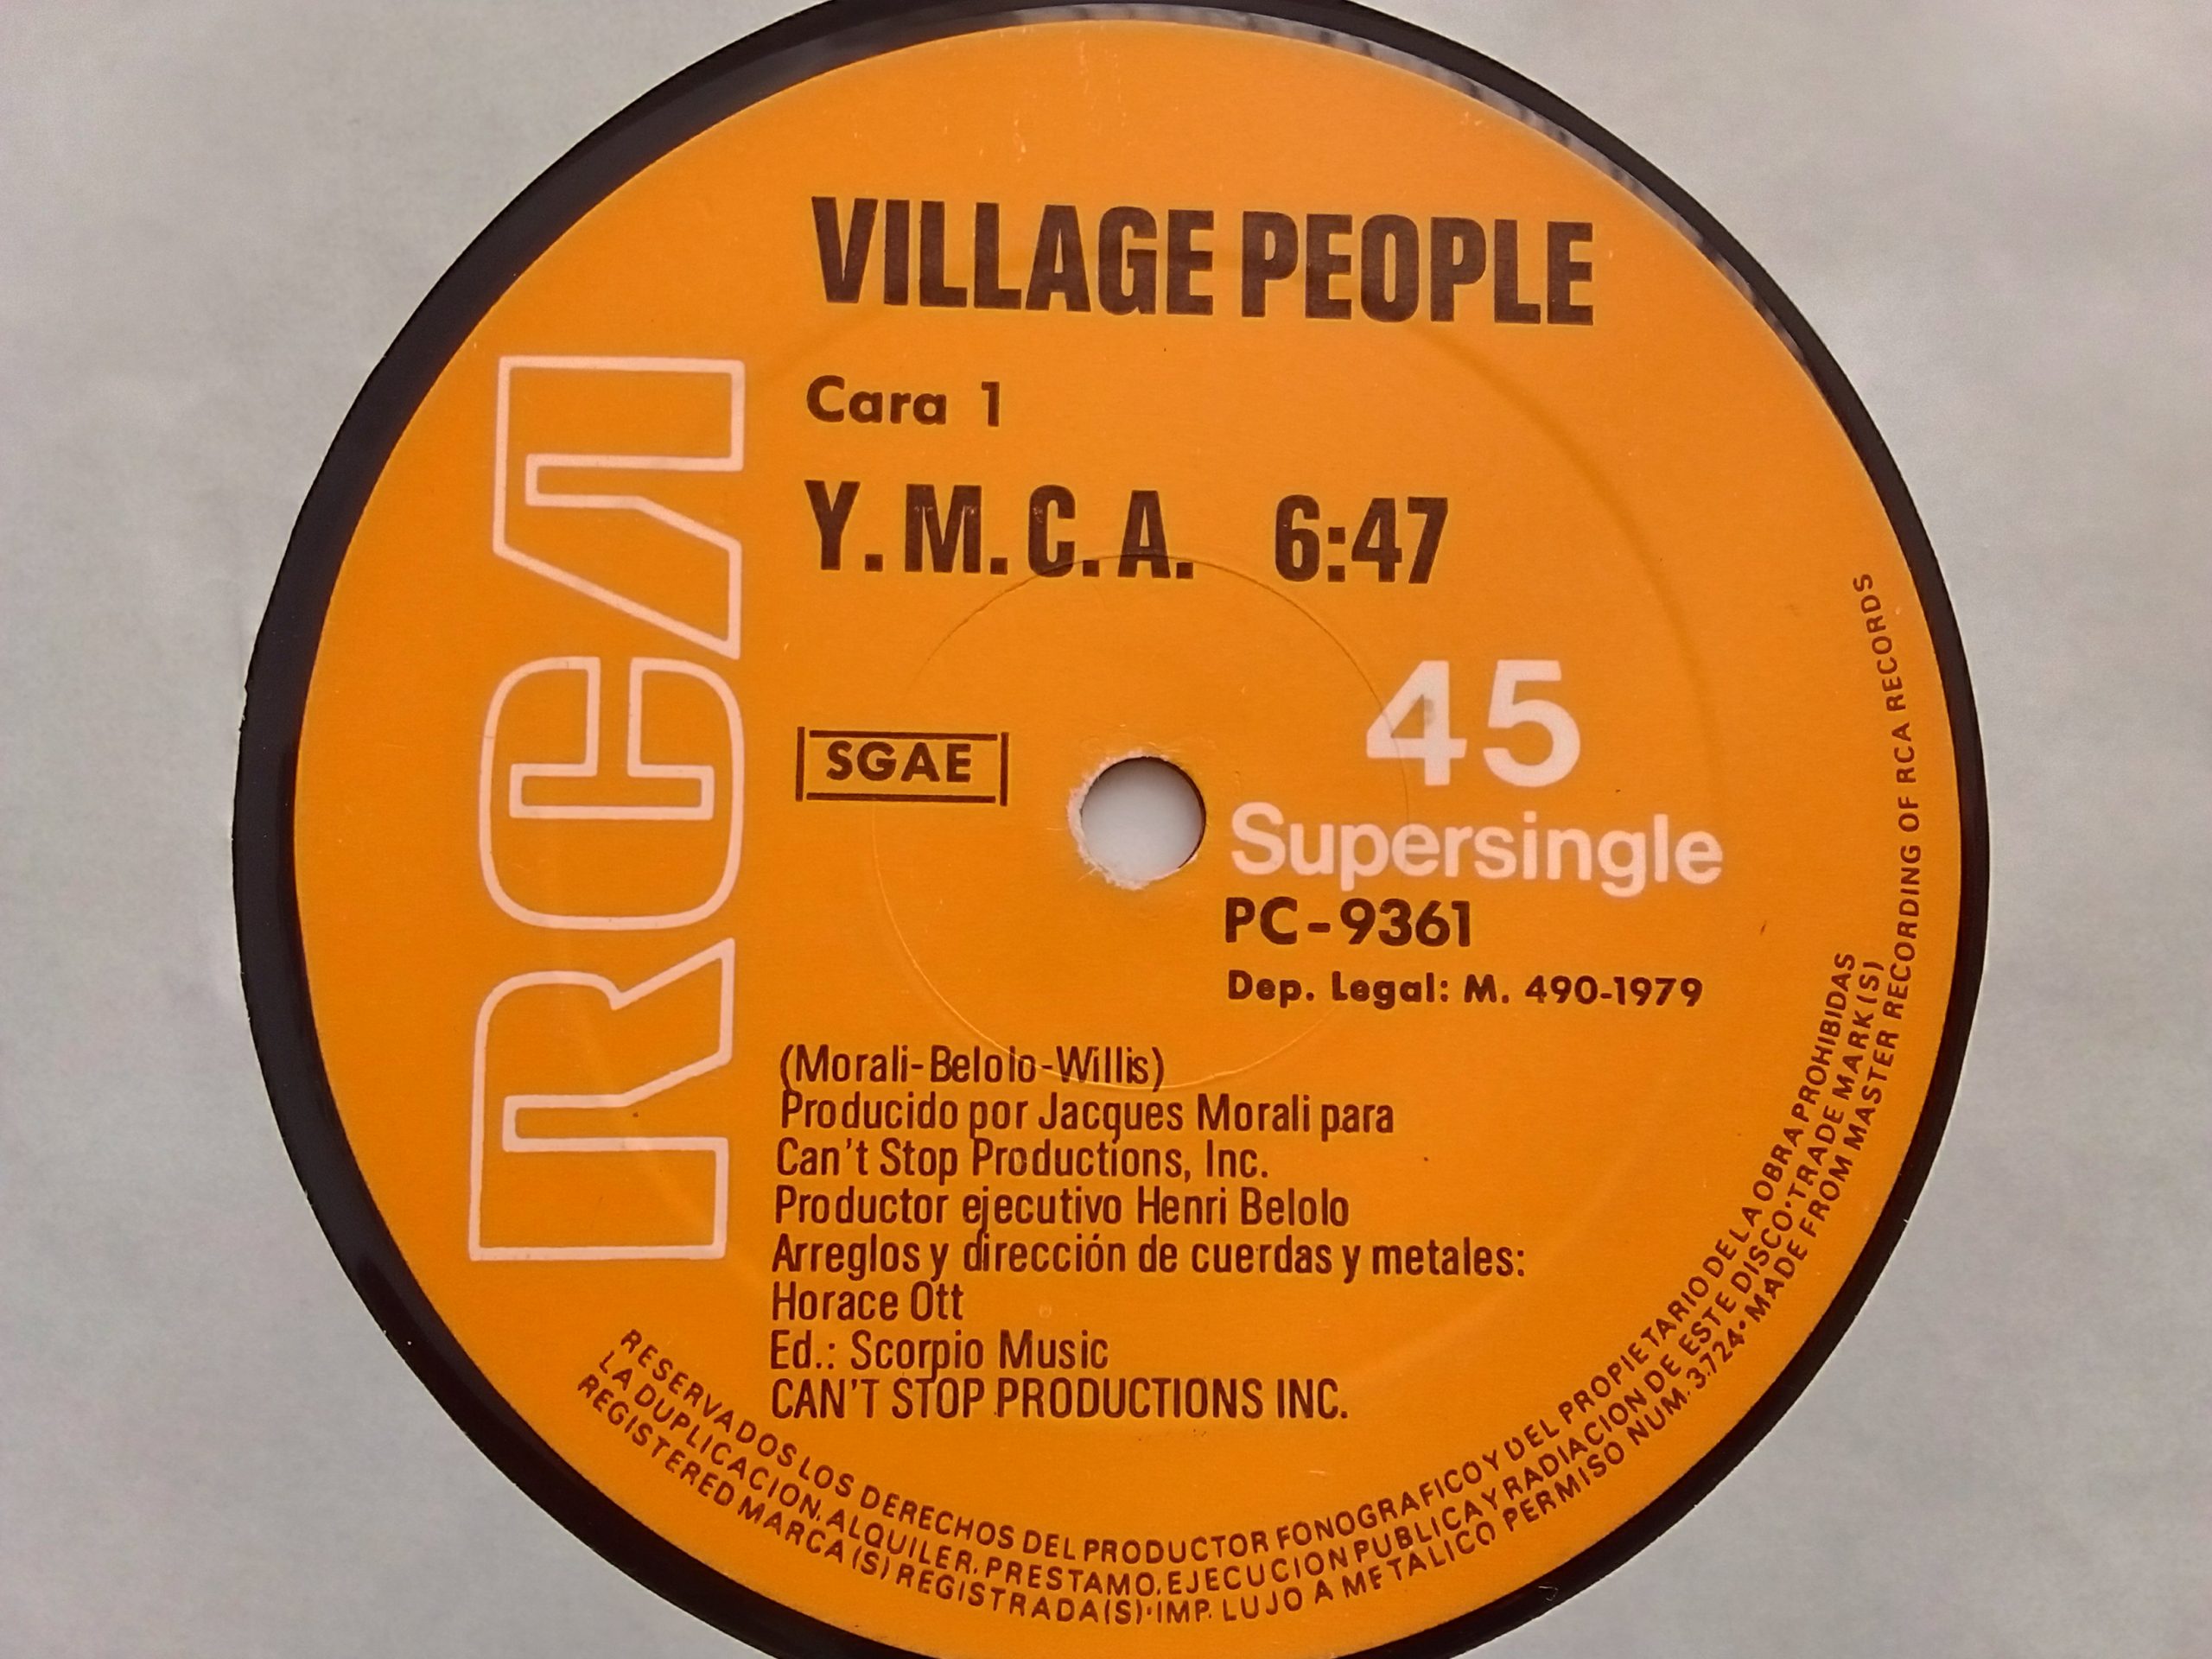 VILLAGE PEOPLE
Cara 1
Y.M.C.A. 6:47
RCA
45
SGAE
Supersingle
PC-9361
Dep. Legal: M. 490-1979
(Morali-Belolo-Willis)
Producido por Jacques Morali para
Can't Stop Productions, Inc.
Productor ejecutivo Henri Belolo
Arreglos y dirección de cuerdas y metales:
Horace Ott
Ed.: Scorpio Music
CAN'T STOP PRODUCTIONS INC.
RESERVADOS LOS DERECHOS DEL PRODUCTOR FONOGRAFICO Y DEL PROPIETARIO DE LA OBRA PROHIBIDAS
LA DUPLICACION, ALQUILER, PRESTAMO, EJECUCION PUBLICA Y RADIACION DE ESTE DISCO·TRADE MARK(S)
REGISTERED MARCA(S) REGISTRADA(S)·IMP. LUJO A METALICO PERMISO NUM. 3.724·MADE FROM MASTER RECORDING OF RCA RECORDS